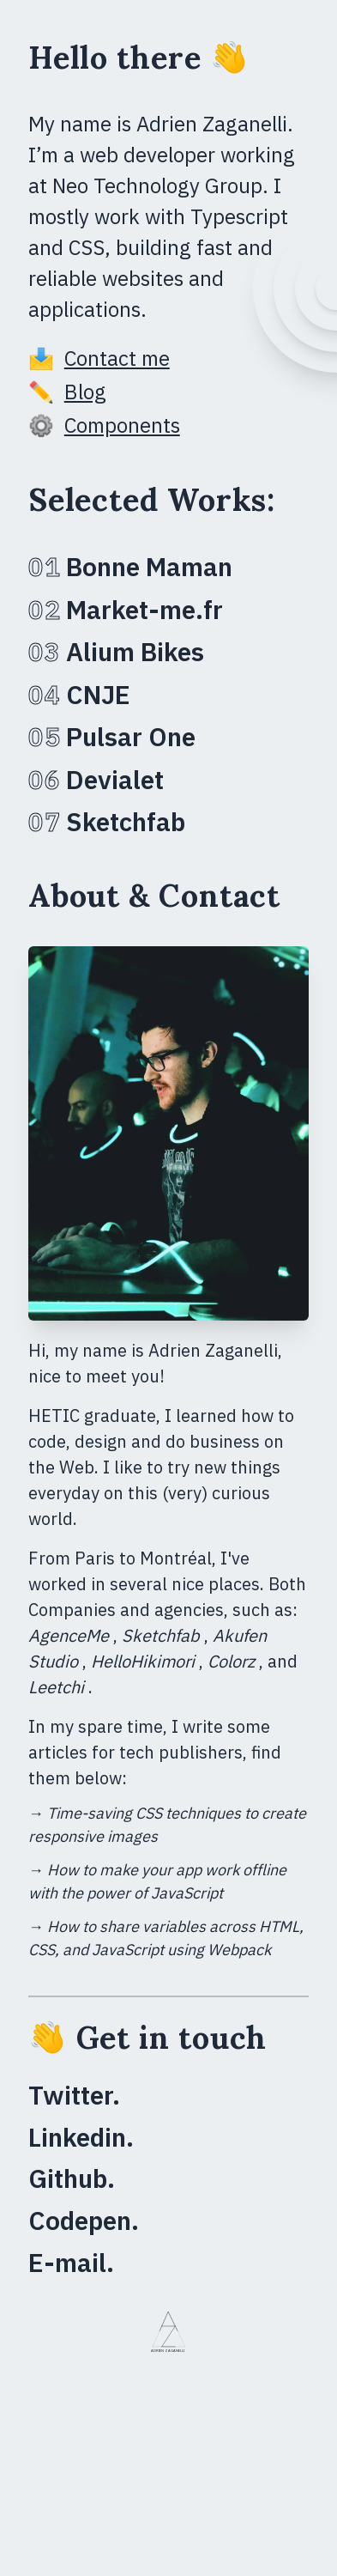 Hello there 👋
My name is Adrien Zaganelli.
I’m a web developer working
at Neo Technology Group. I
mostly work with Typescript
and CSS, building fast and
reliable websites and
applications.
📩 Contact me
✏️ Blog
⚙️ Components
Selected Works:
01 Bonne Maman
02 Market-me.fr
03 Alium Bikes
04 CNJE
05 Pulsar One
06 Devialet
07 Sketchfab
About & Contact
Hi, my name is Adrien Zaganelli,
nice to meet you!
HETIC graduate, I learned how to
code, design and do business on
the Web. I like to try new things
everyday on this (very) curious
world.
From Paris to Montréal, I've
worked in several nice places. Both
Companies and agencies, such as:
AgenceMe , Sketchfab , Akufen
Studio , HelloHikimori , Colorz , and
Leetchi .
In my spare time, I write some
articles for tech publishers, find
them below:
→ Time-saving CSS techniques to create
responsive images
→ How to make your app work offline
with the power of JavaScript
→ How to share variables across HTML,
CSS, and JavaScript using Webpack
👋 Get in touch
Twitter.
Linkedin.
Github.
Codepen.
E-mail.
ADRIEN ZAGANELLI